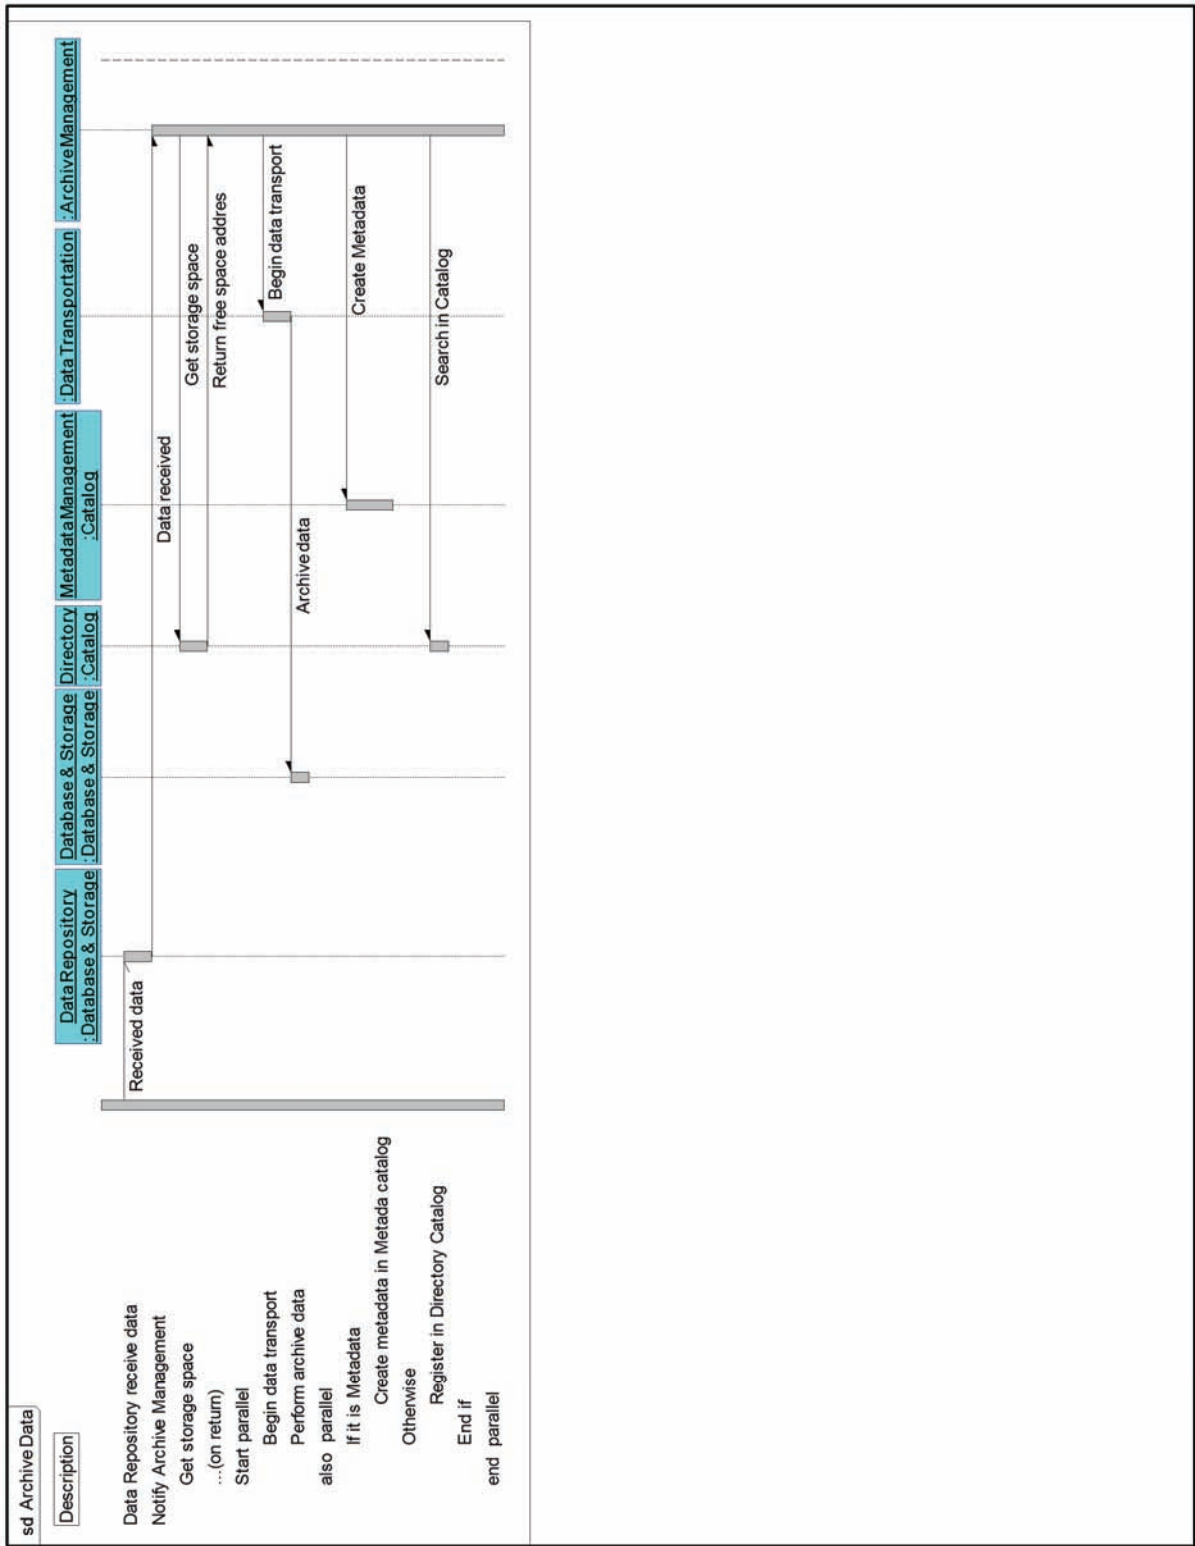 sd Archive Data
Description
Data Repository
:Database & Storage
Database & Storage
:Database & Storage
Directory
:Catalog
Metadata Management
:Catalog
:Data Transportation
:Archive Management
Data Repository receive data
Received data
Notify Archive Management
Data received
Get storage space
Get storage space
...(on return)
Return free space addres
Start parallel
Begin data transport
Begin data transport
Perform archive data
Archive data
also parallel
If it is Metadata
Create Metadata
Create metadata in Metada catalog
Otherwise
Register in Directory Catalog
Search in Catalog
End if
end parallel